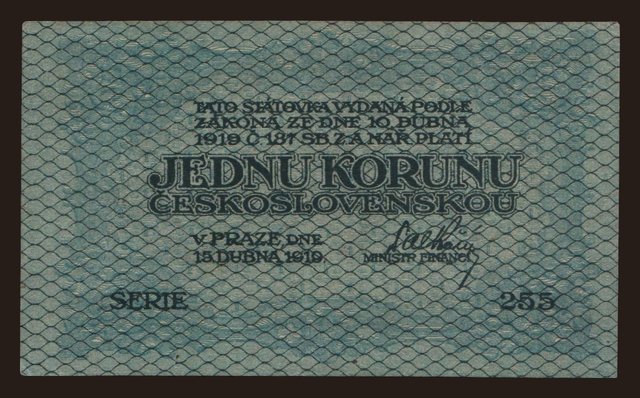 TATO STÁTOVKA VYDANÁ PODLE
ZÁKONA ZE DNE 10. DUBNA
1919 Č. 187 SB. Z. A NAŘ. PLATÍ
JEDNU KORUNU
ČESKOSLOVENSKOU
V PRAZE, DNE
15. DUBNA 1919.
MINISTR FINANCÍ
SERIE 255